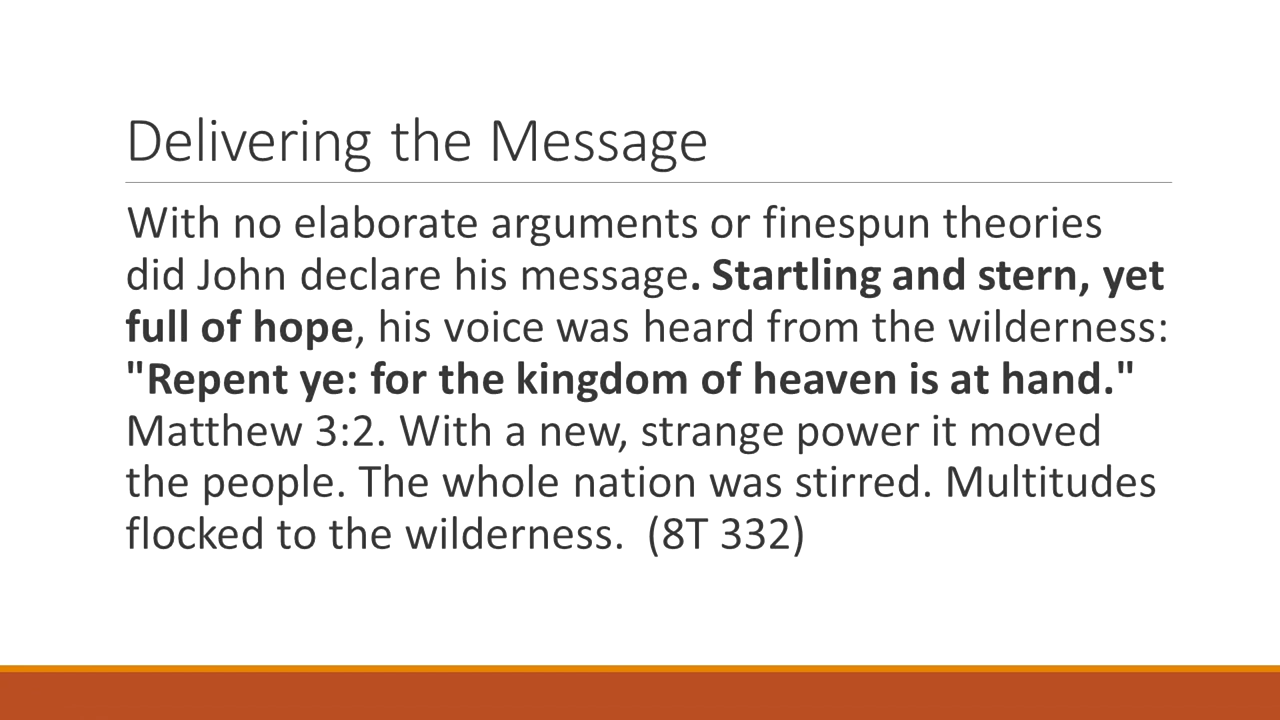 Delivering the Message
With no elaborate arguments or finespun theories
did John declare his message. Startling and stern, yet
full of hope, his voice was heard from the wilderness:
"Repent ye: for the kingdom of heaven is at hand."
Matthew 3:2. With a new, strange power it moved
the people. The whole nation was stirred. Multitudes
flocked to the wilderness.  (8T 332)